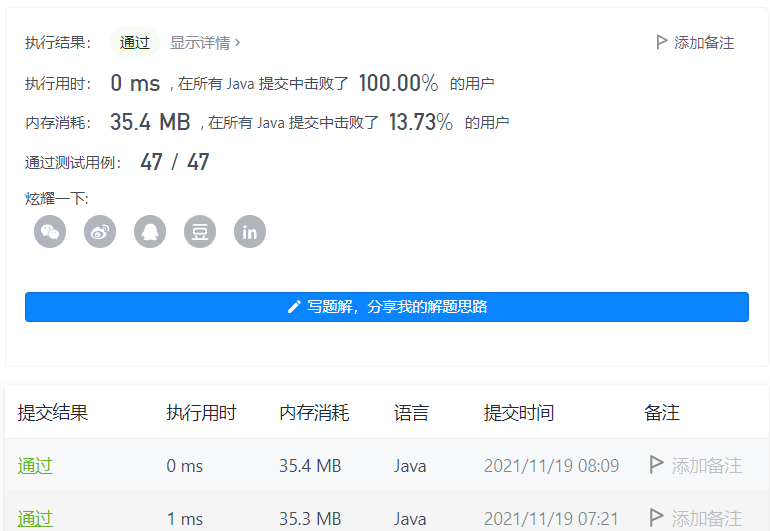 执行结果： 通过 显示详情 › 添加备注
执行用时： 0 ms , 在所有 Java 提交中击败了 100.00% 的用户
内存消耗： 35.4 MB , 在所有 Java 提交中击败了 13.73% 的用户
通过测试用例： 47 / 47
炫耀一下:
豆 in
写题解，分享我的解题思路
提交结果 执行用时 内存消耗 语言 提交时间 备注
通过 0 ms 35.4 MB Java 2021/11/19 08:09 添加备注
通过 1 ms 35.3 MB Java 2021/11/19 07:21 添加备注